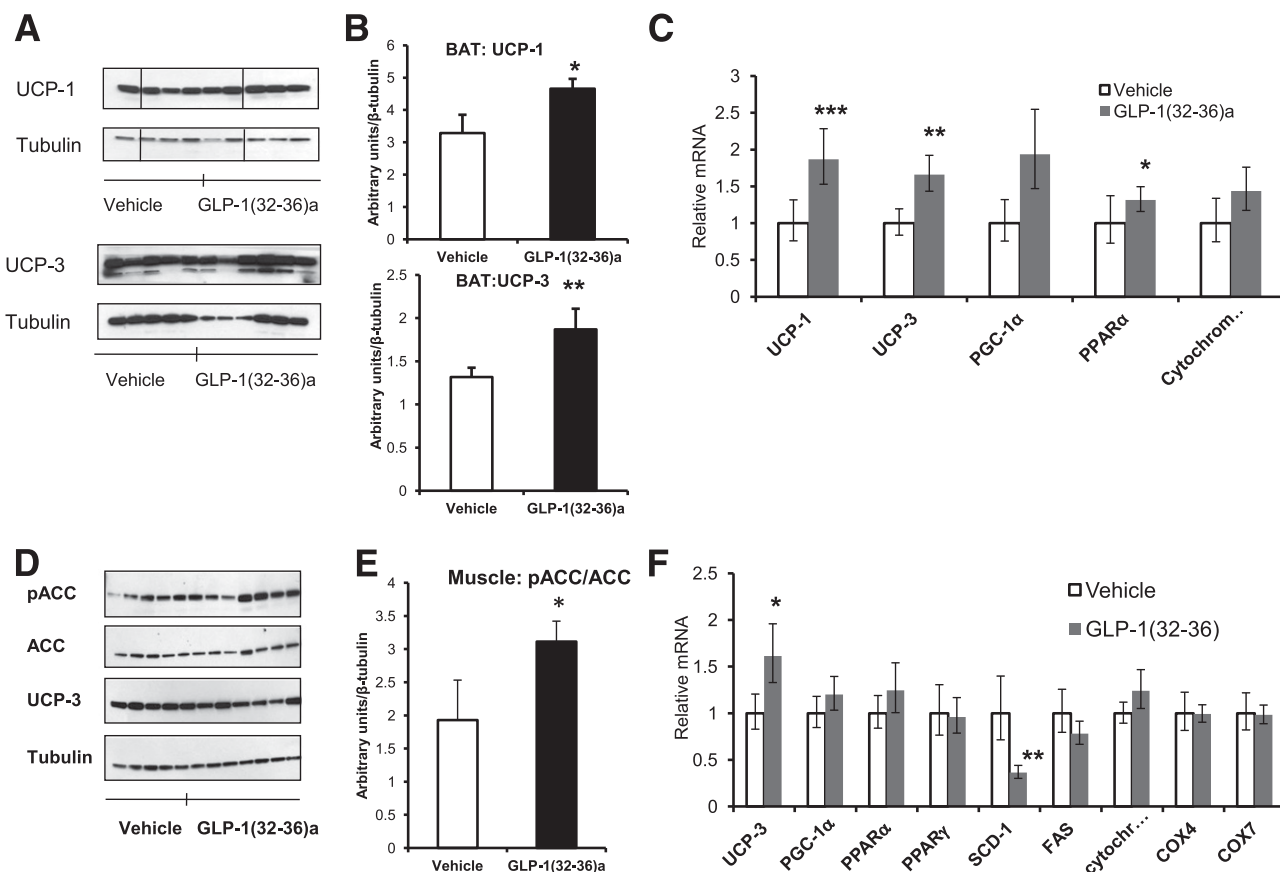 A
UCP-1
Tubulin
Vehicle GLP-1(32-36)a
UCP-3
Tubulin
Vehicle GLP-1(32-36)a
B
BAT: UCP-1
Arbitrary units/β-tubulin
6
5
4
3
2
1
0
*
Vehicle GLP-1(32-36)a
BAT:UCP-3
Arbitrary units/β-tubulin
2.5
2
1.5
1
0.5
0
**
Vehicle GLP-1(32-36)a
C
Relative mRNA
3
2.5
2
1.5
1
0.5
0
Vehicle
GLP-1(32-36)a
***
**
*
UCP-1
UCP-3
PGC-1α
PPARα
Cytochrom..
D
pACC
ACC
UCP-3
Tubulin
Vehicle GLP-1(32-36)a
E
Muscle: pACC/ACC
Arbitrary units/β-tubulin
4
3.5
3
2.5
2
1.5
1
0.5
0
*
Vehicle GLP-1(32-36)a
F
Relative mRNA
2.5
2
1.5
1
0.5
0
Vehicle
GLP-1(32-36)
*
**
UCP-3
PGC-1α
PPARα
PPARγ
SCD-1
FAS
cytochr...
COX4
COX7